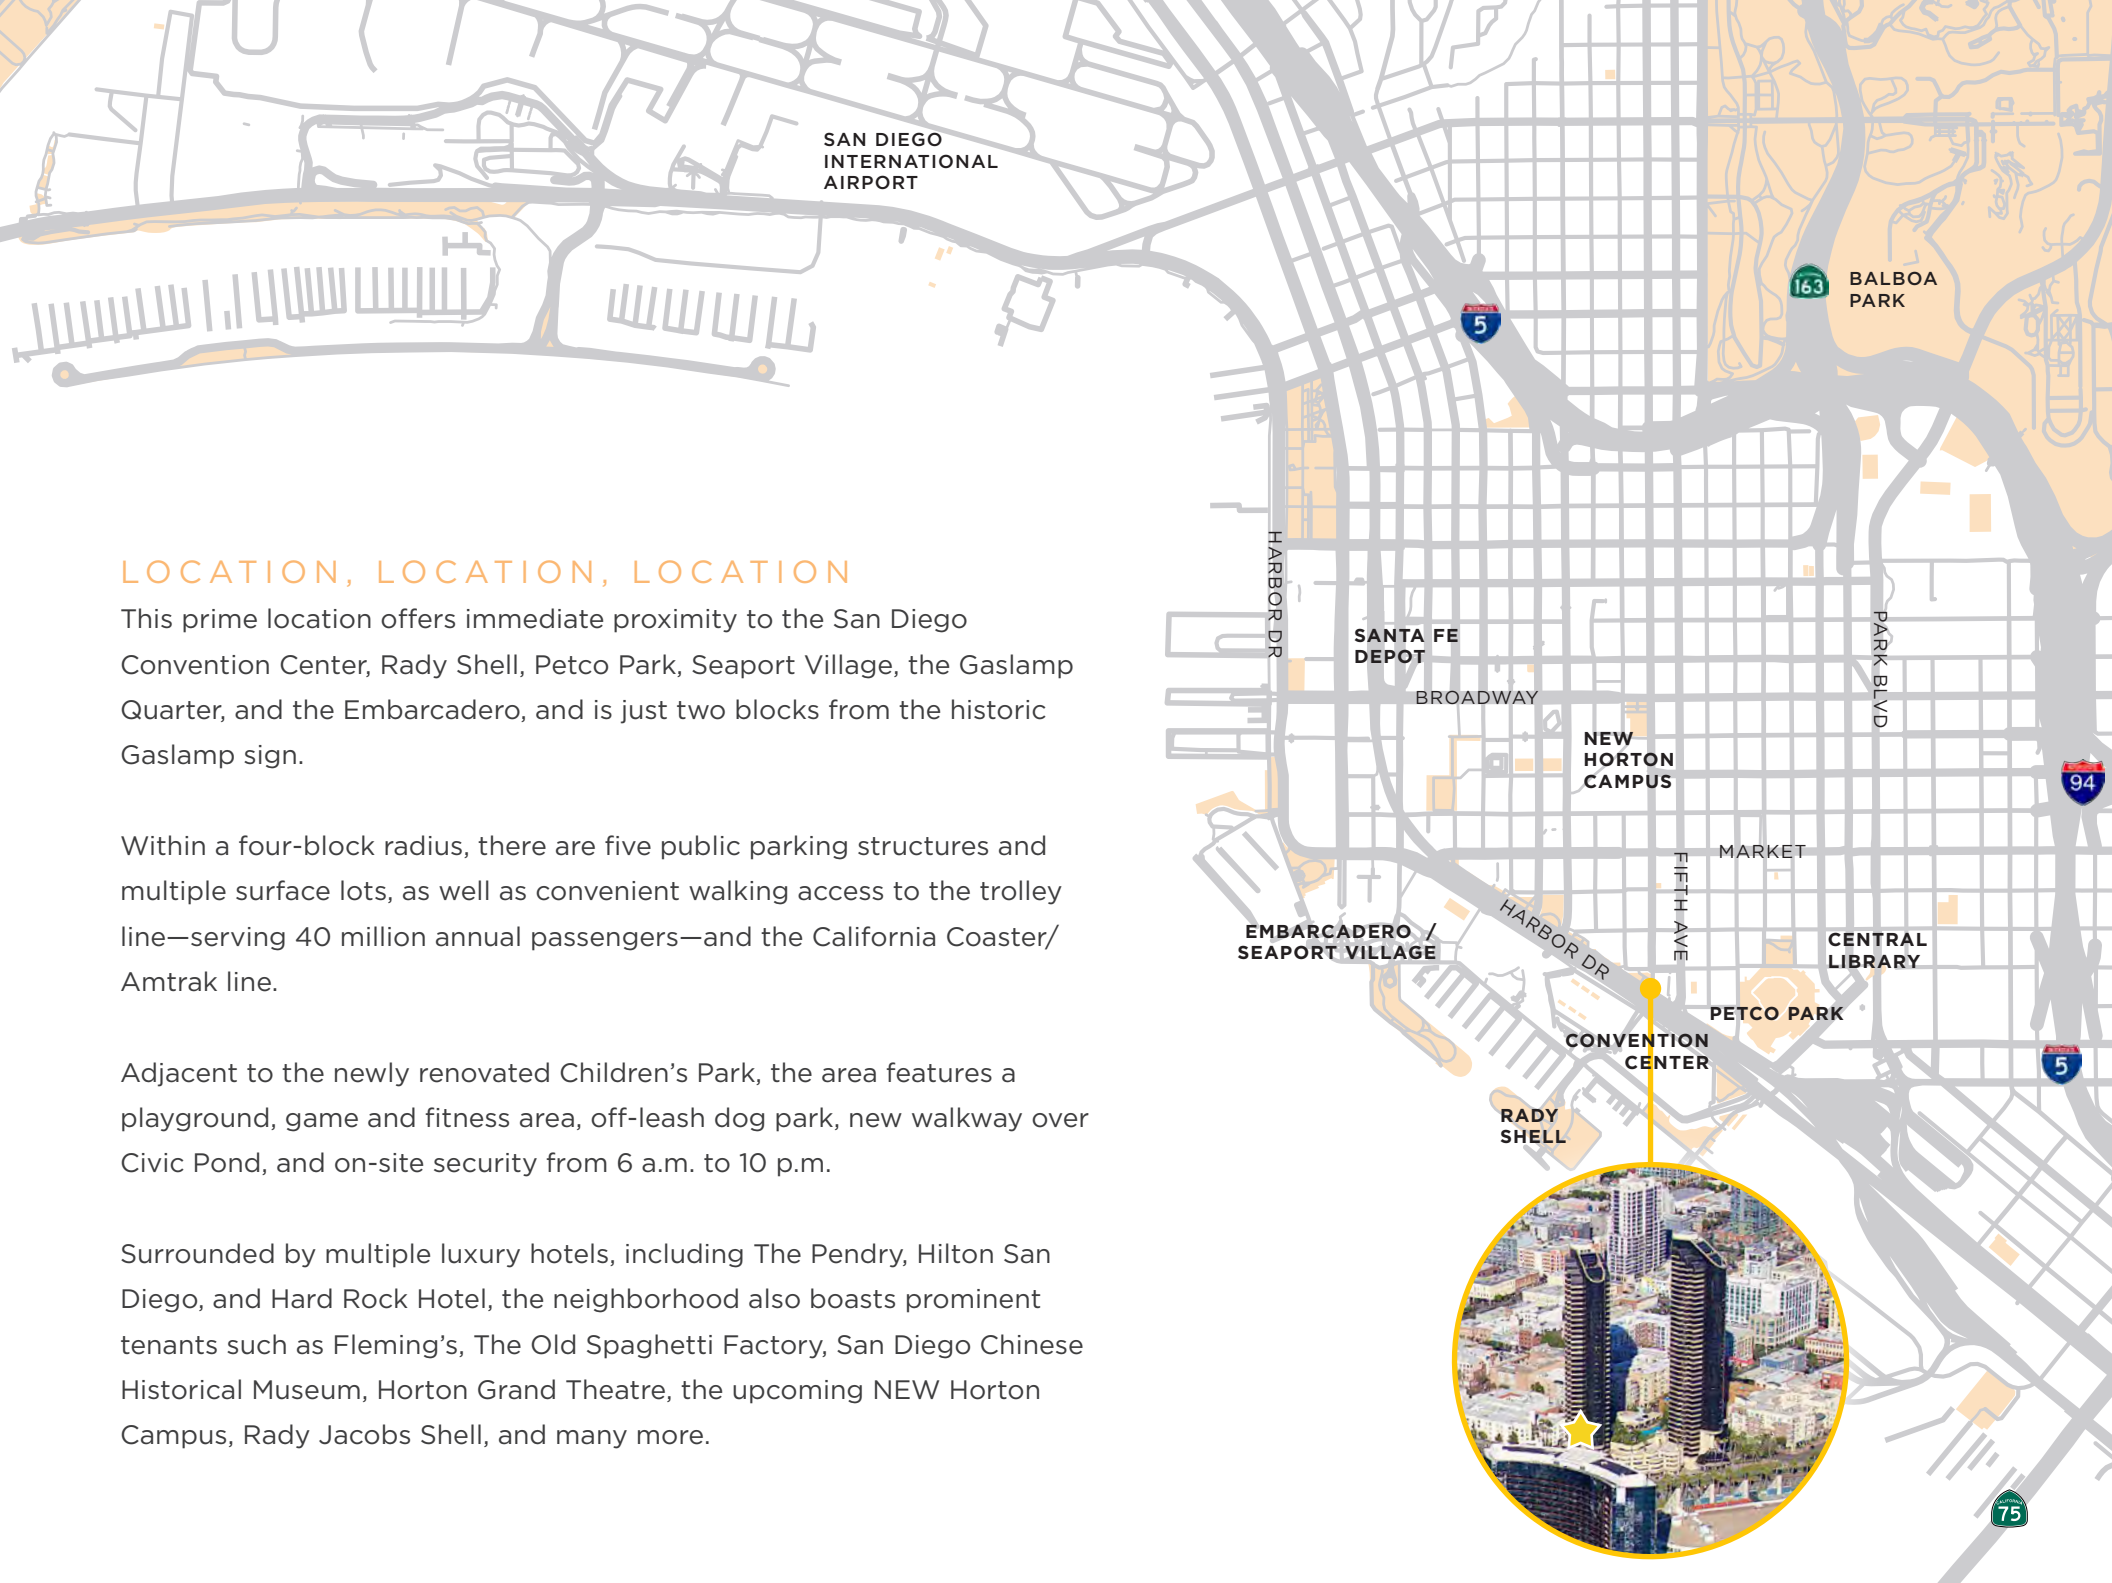 SAN DIEGO
INTERNATIONAL
AIRPORT
163
BALBOA
PARK
5
LOCATION, LOCATION, LOCATION
This prime location offers immediate proximity to the San Diego
Convention Center, Rady Shell, Petco Park, Seaport Village, the Gaslamp
Quarter, and the Embarcadero, and is just two blocks from the historic
Gaslamp sign.
Within a four-block radius, there are five public parking structures and
multiple surface lots, as well as convenient walking access to the trolley
line—serving 40 million annual passengers—and the California Coaster/
Amtrak line.
Adjacent to the newly renovated Children’s Park, the area features a
playground, game and fitness area, off-leash dog park, new walkway over
Civic Pond, and on-site security from 6 a.m. to 10 p.m.
Surrounded by multiple luxury hotels, including The Pendry, Hilton San
Diego, and Hard Rock Hotel, the neighborhood also boasts prominent
tenants such as Fleming’s, The Old Spaghetti Factory, San Diego Chinese
Historical Museum, Horton Grand Theatre, the upcoming NEW Horton
Campus, Rady Jacobs Shell, and many more.
HARBOR DR
SANTA FE
DEPOT
PARK BLVD
BROADWAY
NEW
HORTON
CAMPUS
94
MARKET
FIFTH AVE
HARBOR DR
EMBARCADERO /
SEAPORT VILLAGE
CENTRAL
LIBRARY
PETCO PARK
CONVENTION
CENTER
5
RADY
SHELL
75